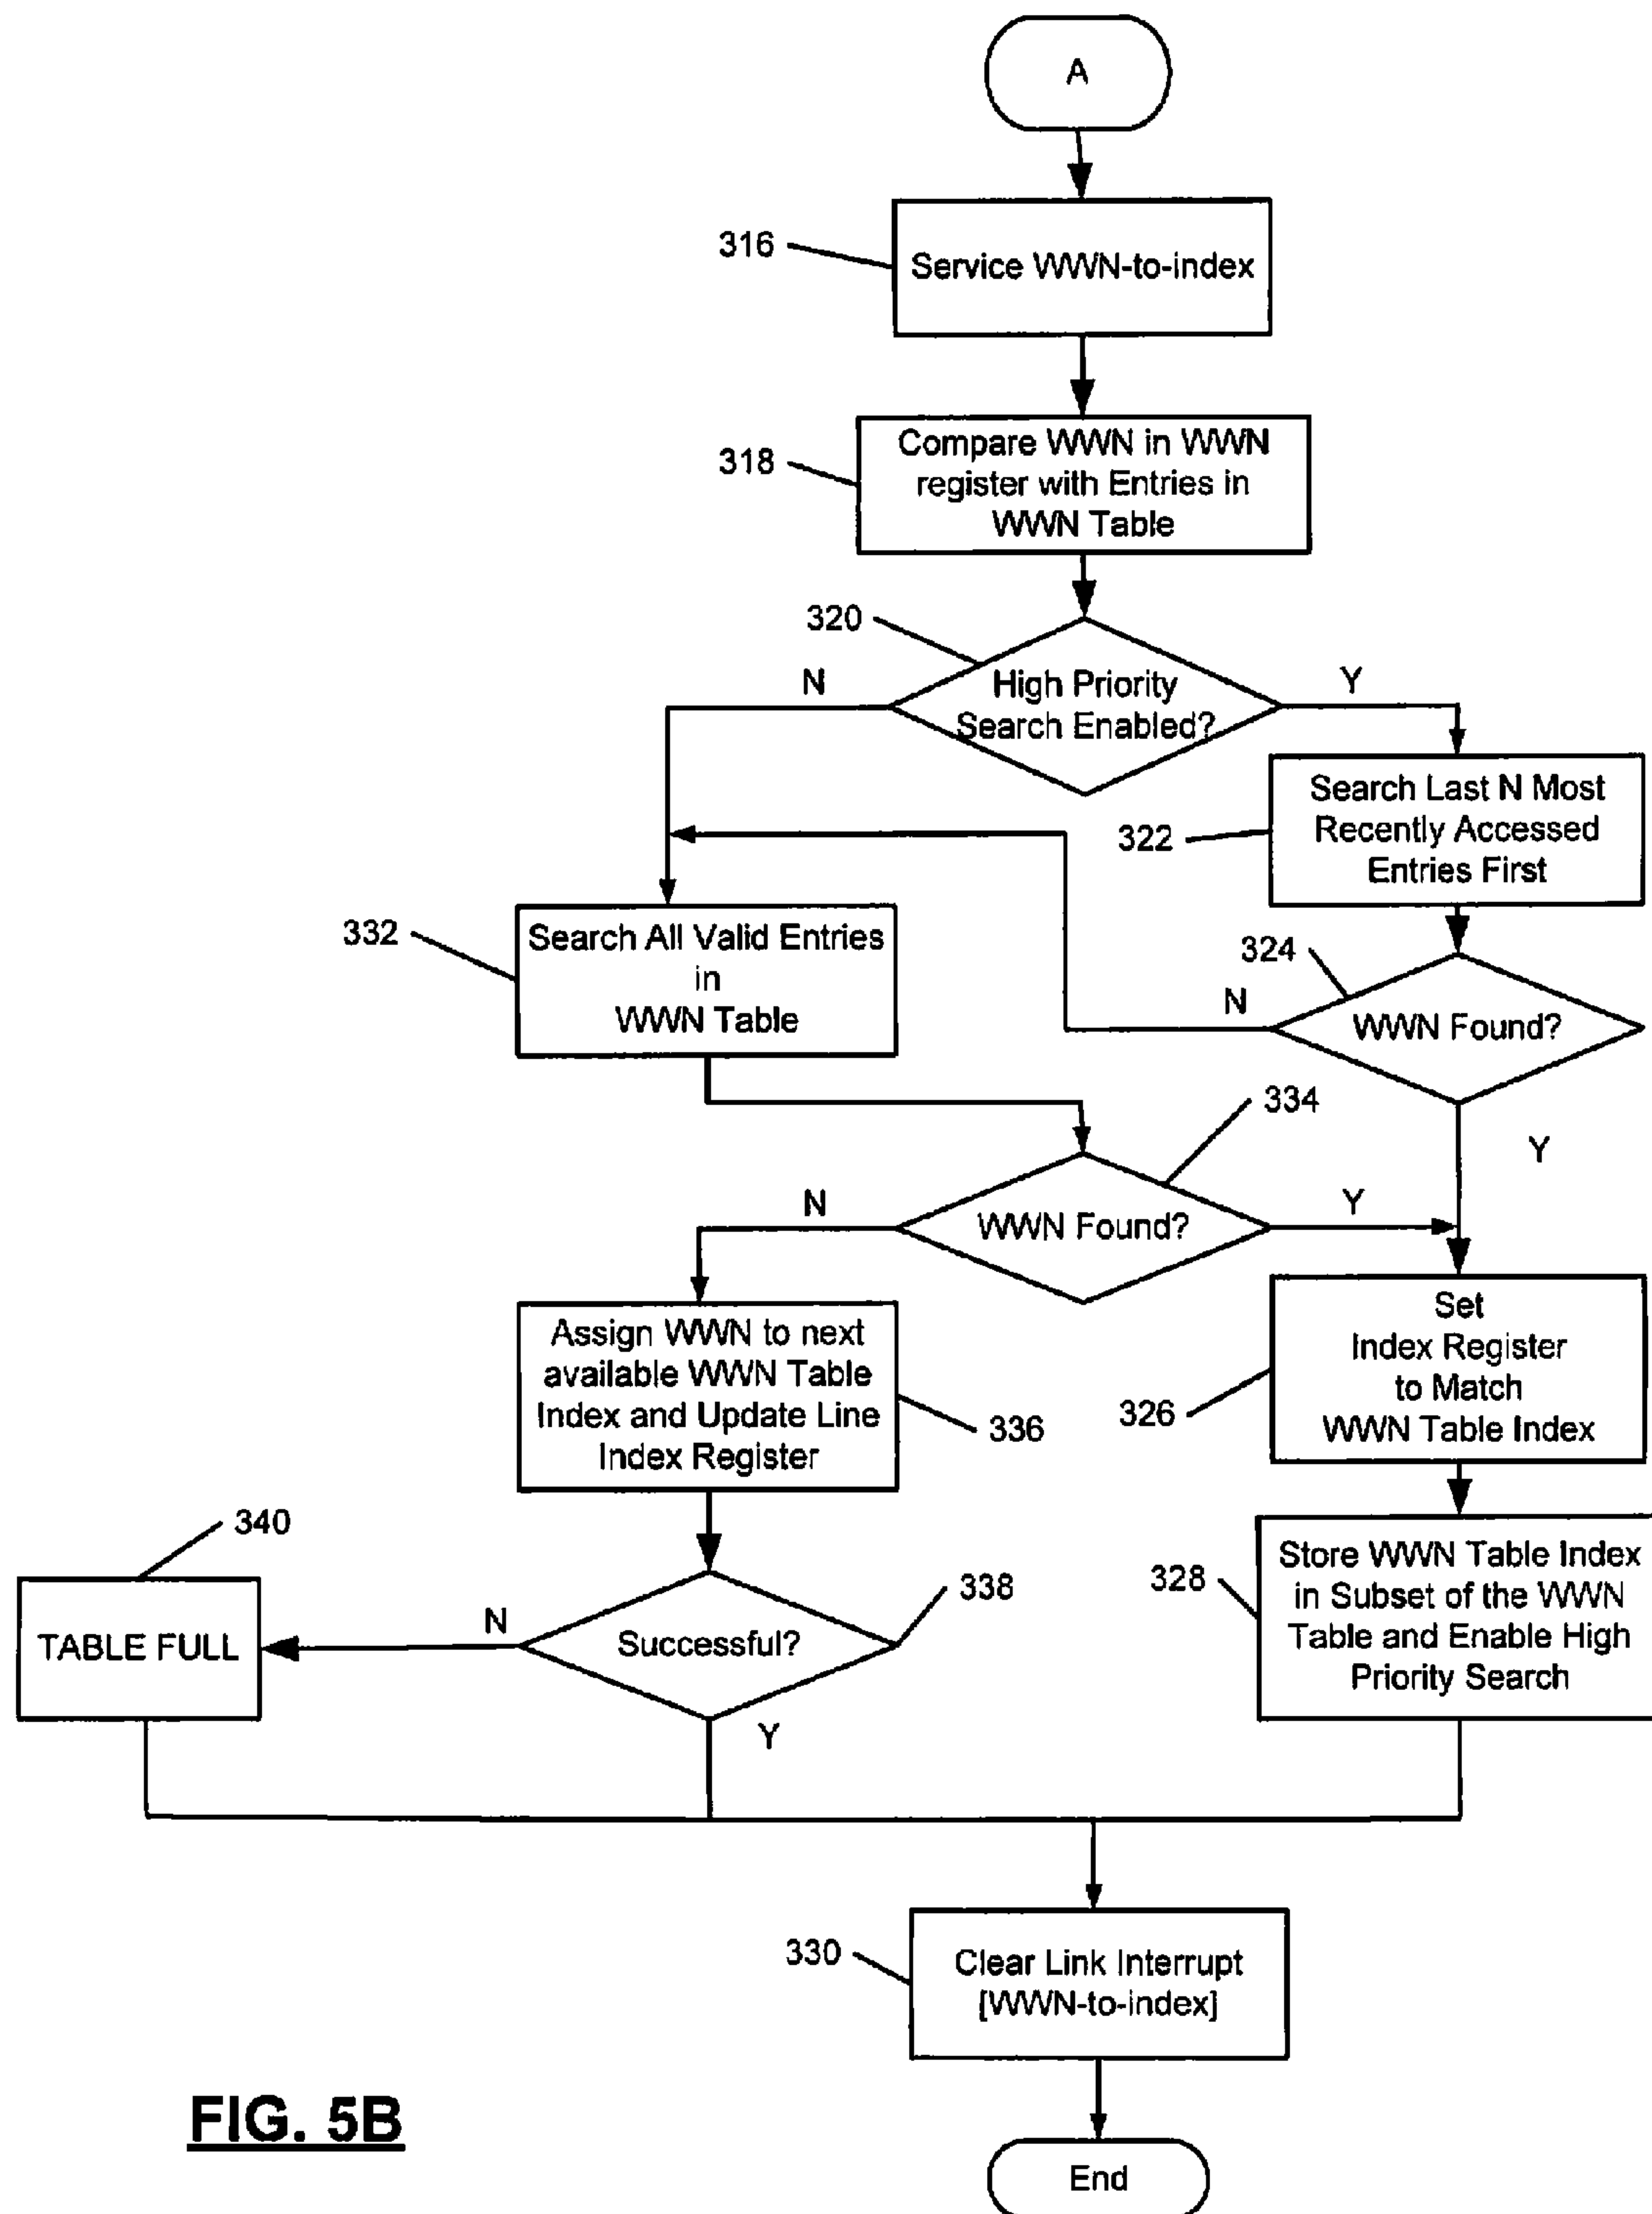 A
316
Service WWN-to-index
318
Compare WWN in WWN
register with Entries in
WWN Table
320
N
High Priority
Search Enabled?
Y
322
Search Last N Most
Recently Accessed
Entries First
332
Search All Valid Entries
in
WWN Table
324
N
WWN Found?
Y
334
N
WWN Found?
Y
Assign WWN to next
available WWN Table
Index and Update Line
Index Register
336
326
Set
Index Register
to Match
WWN Table Index
340
TABLE FULL
N
Successful?
338
Y
328
Store WWN Table Index
in Subset of the WWN
Table and Enable High
Priority Search
330
Clear Link Interrupt
[WWN-to-index]
FIG. 5B
End